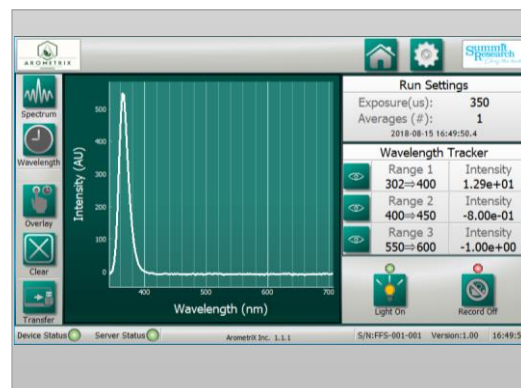 AROMETRIX
Summit
Research
Run Settings
Exposure(us): 350
Averages (#): 1
2018-08-15 16:49:50.4
Spectrum
Wavelength
Overlay
Clear
Transfer
Intensity (AU)
500
400
300
200
100
0
400
500
600
700
Wavelength (nm)
Wavelength Tracker
Range 1 Intensity
302⇒400 1.29e+01
Range 2 Intensity
400⇒450 -8.00e-01
Range 3 Intensity
550⇒600 -1.00e+00
Light On
Record Off
Device Status Server Status ArometriX Inc. 1.1.1 S/N:FFS-001-001 Version:1.00 16:49:5